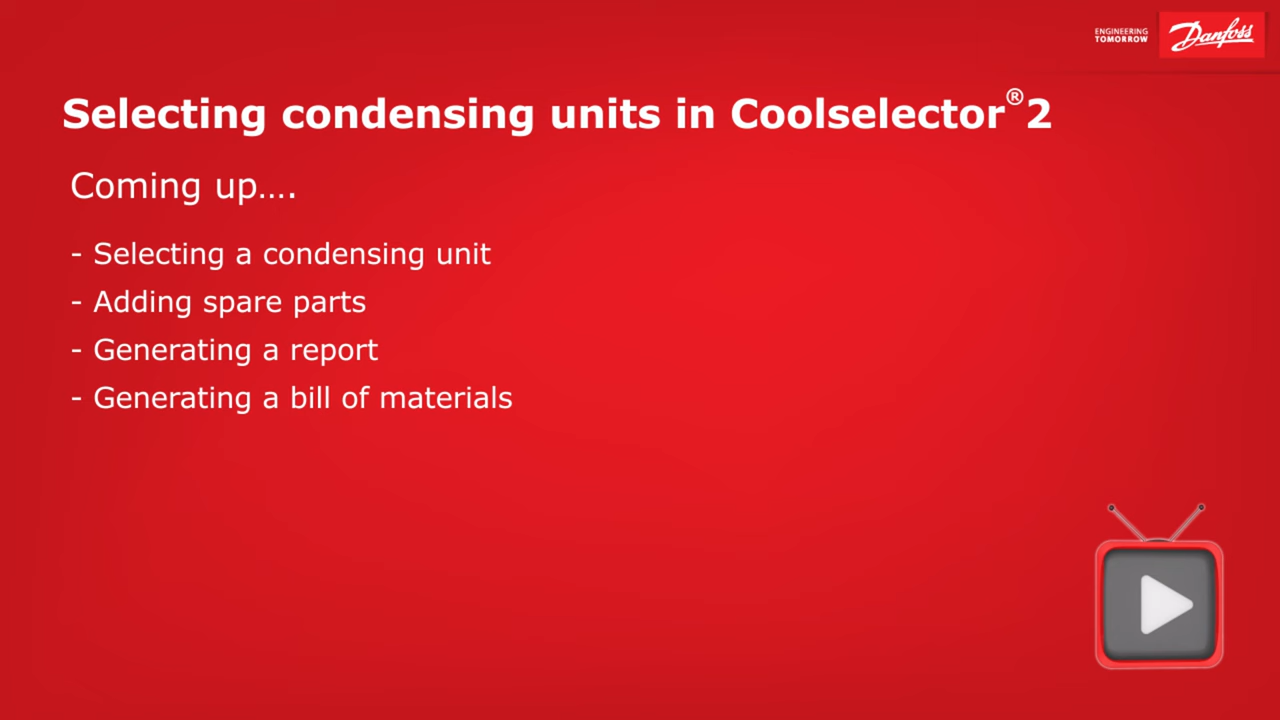 ENGINEERING
TOMORROW
Danfoss
Selecting condensing units in Coolselector®2
Coming up....
- Selecting a condensing unit
- Adding spare parts
- Generating a report
- Generating a bill of materials